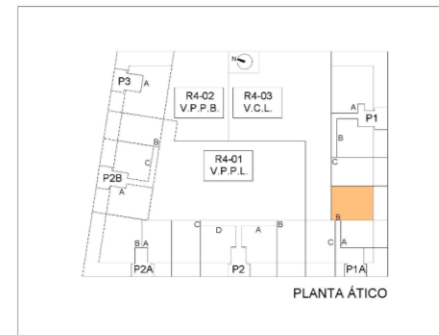 N
P3
A
R4-02
V.P.P.B.
R4-03
V.C.L.
A
P1
B
B
C
C
R4-01
V.P.P.L.
P2B
A
B
C
D
A
B
C
A
B A
P2A
P2
P1A
PLANTA ÁTICO